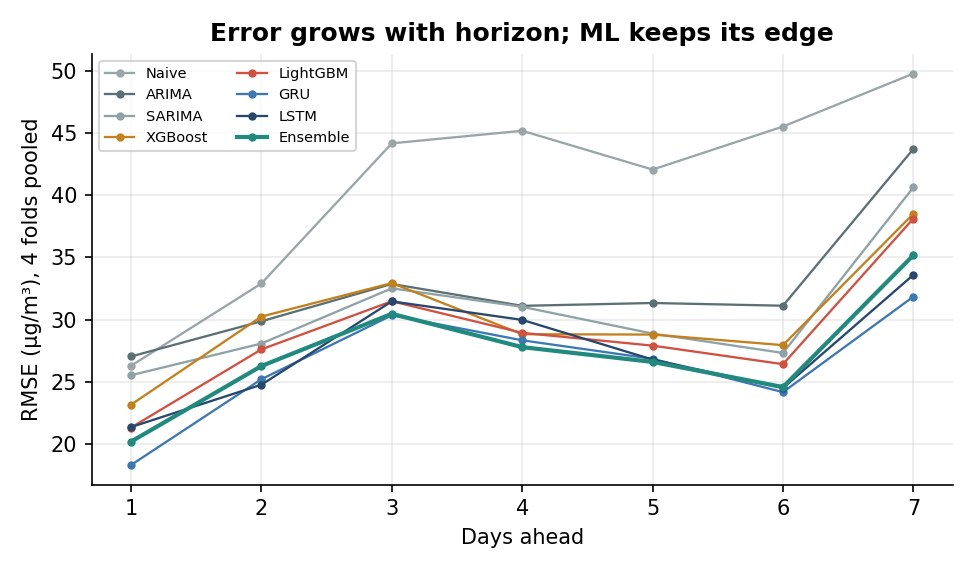 Error grows with horizon; ML keeps its edge
Naive
ARIMA
SARIMA
XGBoost
LightGBM
GRU
LSTM
Ensemble
RMSE (µg/m³), 4 folds pooled
50
45
40
35
30
25
20
1 2 3 4 5 6 7
Days ahead